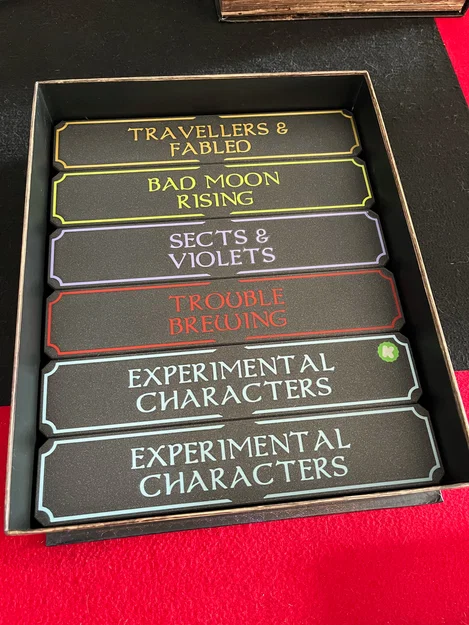 TRAVELLERS &
FABLED
BAD MOON
RISING
SECTS &
VIOLETS
TROUBLE
BREWING
EXPERIMENTAL
CHARACTERS
K
EXPERIMENTAL
CHARACTERS